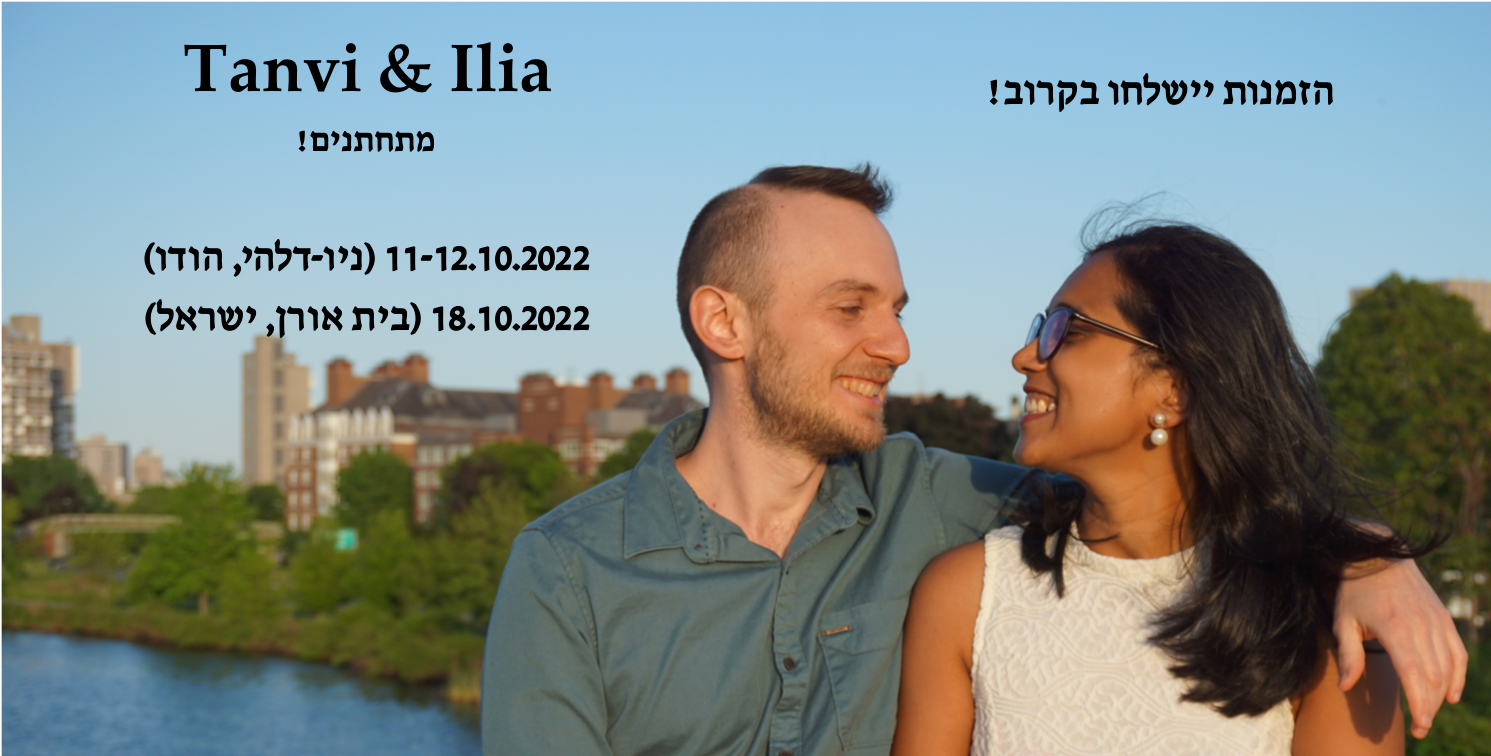 Tanvi & Ilia
מתחתנים!
11-12.10.2022 (ניו-דלהי, הודו)
18.10.2022 (בית אורן, ישראל)
הזמנות יישלחו בקרוב!